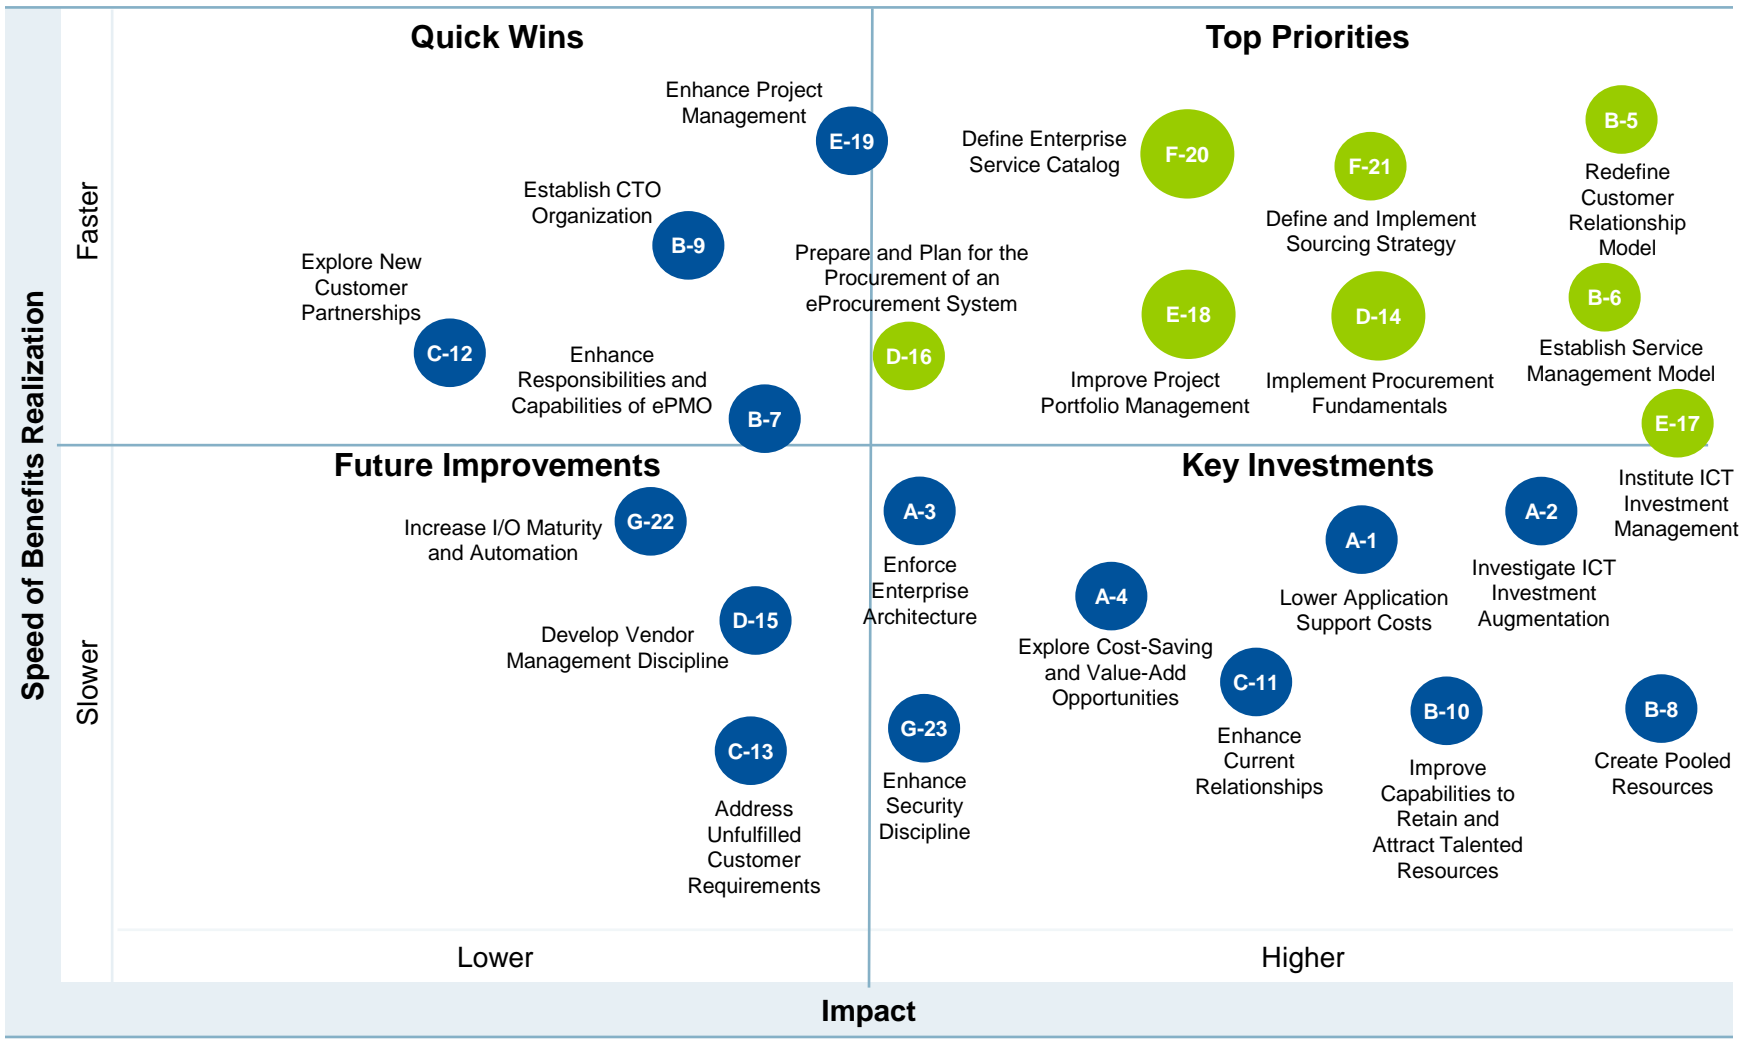 Quick Wins
Top Priorities
Enhance Project
Management
E-19
Define Enterprise
Service Catalog
F-20
F-21
Define and Implement
Sourcing Strategy
B-5
Redefine
Customer
Relationship
Model
Establish CTO
Organization
B-9
Explore New
Customer
Partnerships
C-12
Prepare and Plan for the
Procurement of an
eProcurement System
D-16
E-18
Improve Project
Portfolio Management
D-14
Implement Procurement
Fundamentals
B-6
Establish Service
Management Model
Enhance
Responsibilities and
Capabilities of ePMO
B-7
E-17
Institute ICT
Investment
Management
Future Improvements
Key Investments
Increase I/O Maturity
and Automation
G-22
A-3
Enforce
Enterprise
Architecture
A-4
Explore Cost-Saving
and Value-Add
Opportunities
A-1
Lower Application
Support Costs
A-2
Investigate ICT
Investment
Augmentation
Develop Vendor
Management Discipline
D-15
C-13
Address
Unfulfilled
Customer
Requirements
G-23
Enhance
Security
Discipline
C-11
Enhance
Current
Relationships
B-10
Improve
Capabilities to
Retain and
Attract Talented
Resources
B-8
Create Pooled
Resources
Speed of Benefits Realization
Faster
Slower
Lower
Higher
Impact